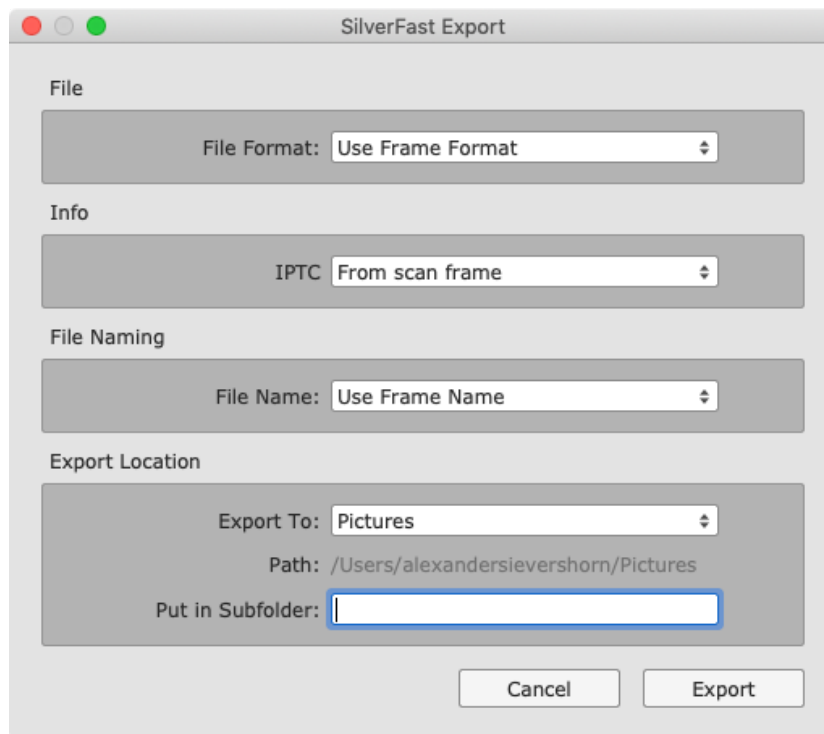 SilverFast Export
File
File Format: Use Frame Format
Info
IPTC From scan frame
File Naming
File Name: Use Frame Name
Export Location
Export To: Pictures
Path: /Users/alexandersievershorn/Pictures
Put in Subfolder:
Cancel Export